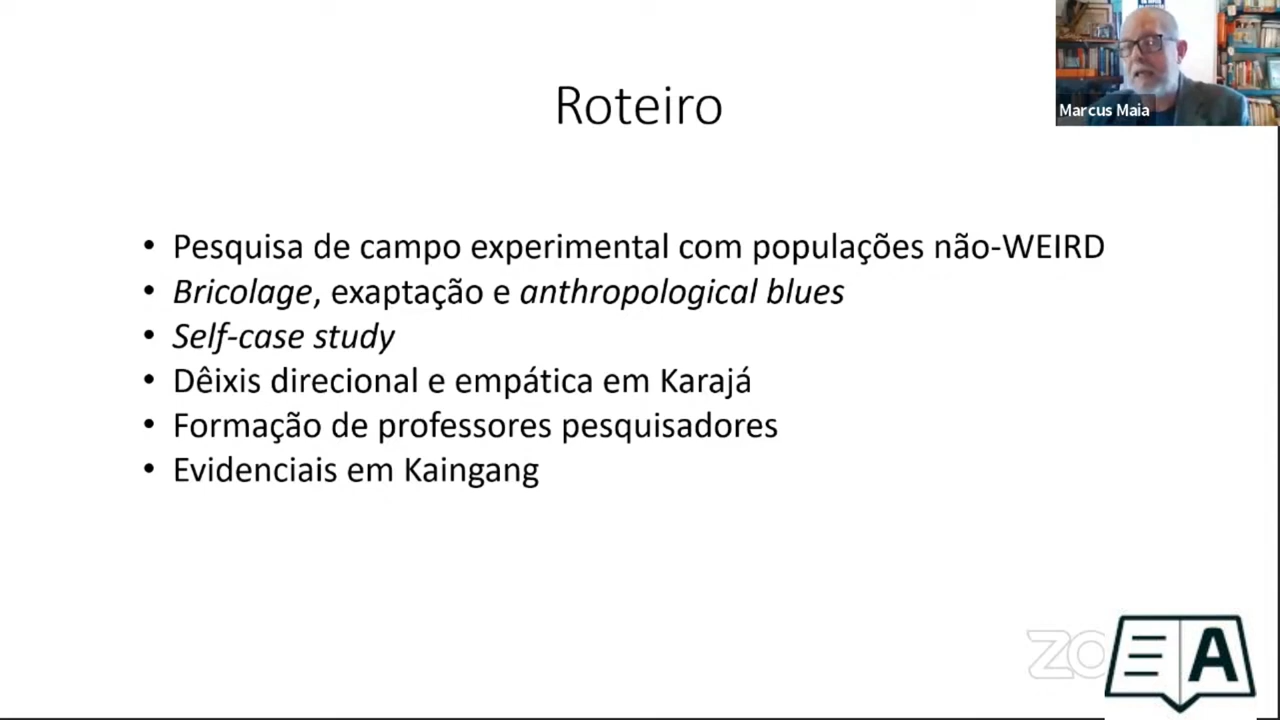 Marcus Maia
Roteiro
• Pesquisa de campo experimental com populações não-WEIRD
• Bricolage, exaptação e anthropological blues
• Self-case study
• Dêixis direcional e empática em Karajá
• Formação de professores pesquisadores
• Evidenciais em Kaingang
ZO
A